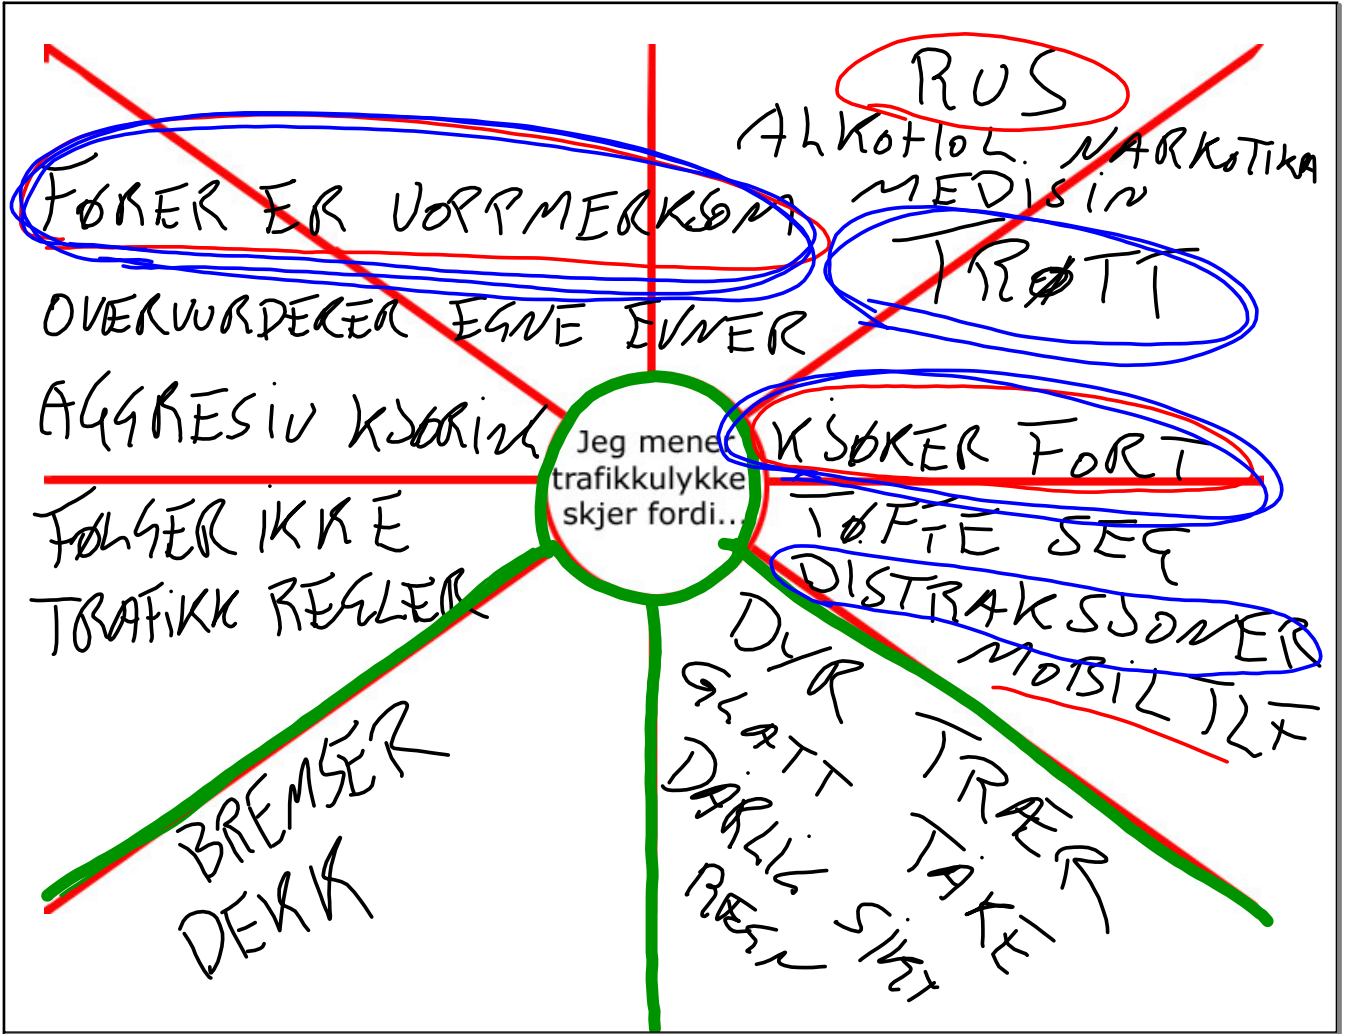 RUS
ALKOHOL. NARKOTIKA
MEDISIN
TRØTT
FØRER ER UOPPMERKSOM
OVERVURDERER EGNE EVNER
AGGRESIV KJØRING
KJØRER FORT
TØFFE SEG
DISTRAKSJONER
MOBIL TLF
Jeg mener
trafikkulykke
skjer fordi...
FØLGER IKKE
TRAFIKK REGLER
BREMSER
DEKK
DYR
GLATT
DÅRLIG SIKT
REGN
TRÆR
TÅKE